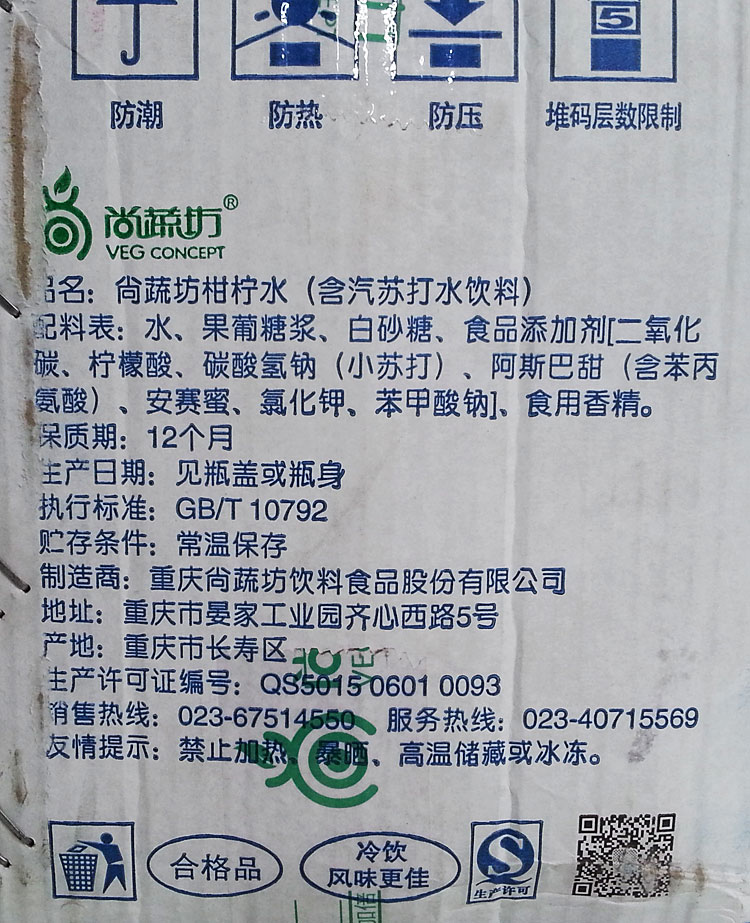 5
防潮 防热 防压 堆码层数限制
尚蔬坊®
VEG CONCEPT
品名：尚蔬坊柑柠水（含汽苏打水饮料）
配料表：水、果葡糖浆、白砂糖、食品添加剂[二氧化
碳、柠檬酸、碳酸氢钠（小苏打）、阿斯巴甜（含苯丙
氨酸）、安赛蜜、氯化钾、苯甲酸钠]、食用香精。
保质期：12个月
生产日期：见瓶盖或瓶身
执行标准：GB/T 10792
贮存条件：常温保存
制造商：重庆尚蔬坊饮料食品股份有限公司
地址：重庆市晏家工业园齐心西路5号
产地：重庆市长寿区
生产许可证编号：QS5015 0601 0093
销售热线：023-67514550 服务热线：023-40715569
友情提示：禁止加热、暴晒、高温储藏或冰冻。
合格品
冷饮
风味更佳
生产许可